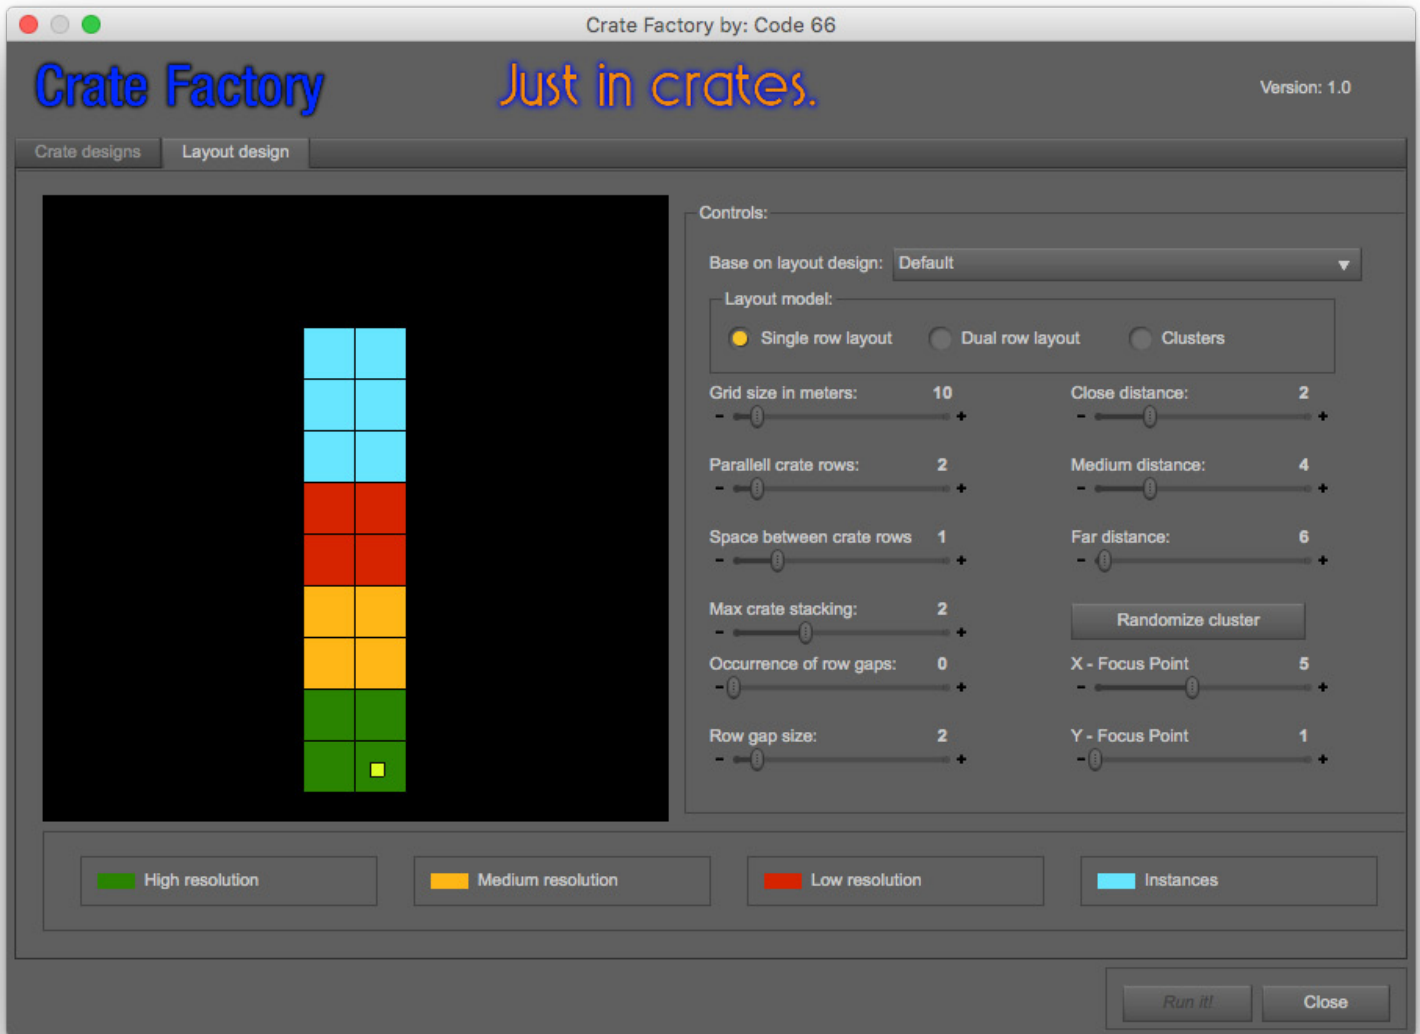 Crate Factory by: Code 66
Crate Factory
Just in crates.
Version: 1.0
Crate designs
Layout design
Controls:
Base on layout design: Default
Layout model:
Single row layout
Dual row layout
Clusters
Grid size in meters: 10
- +
Close distance: 2
- +
Parallell crate rows: 2
- +
Medium distance: 4
- +
Space between crate rows 1
- +
Far distance: 6
- +
Max crate stacking: 2
- +
Randomize cluster
Occurrence of row gaps: 0
- +
X - Focus Point 5
- +
Row gap size: 2
- +
Y - Focus Point 1
- +
High resolution
Medium resolution
Low resolution
Instances
Run it!
Close